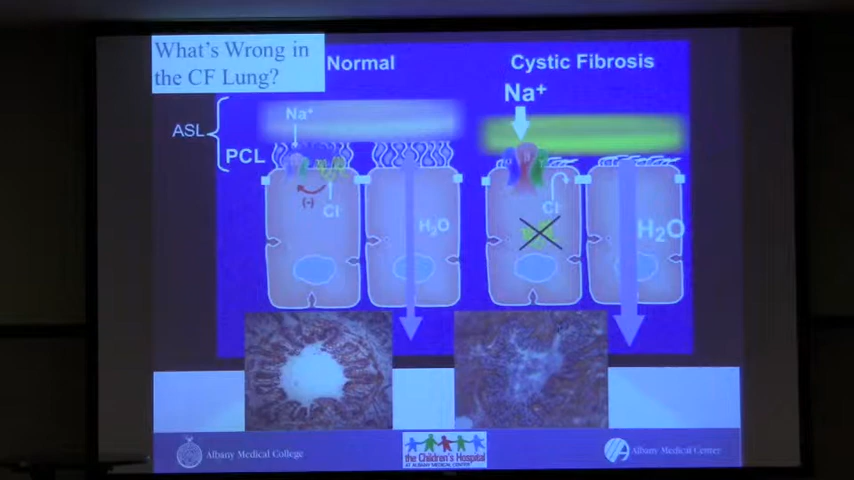 What's Wrong in
the CF Lung?
Normal
Cystic Fibrosis
Na⁺
Na⁺
ASL
PCL
(-)
Cl⁻
Cl⁻
H₂O
H₂O
Albany Medical College
the Children's Hospital
AT ALBANY MEDICAL CENTER
Albany Medical Center